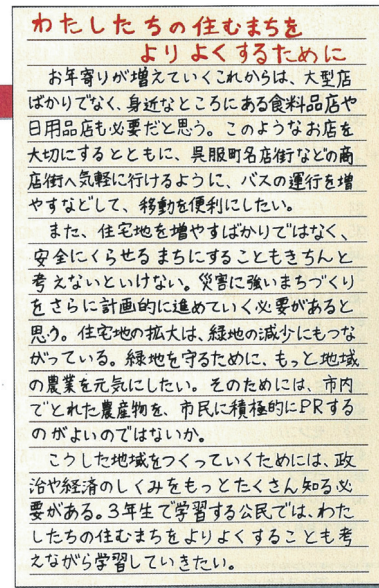 わたしたちの住むまちを
よりよくするために
お年寄りが増えていくこれからは、大型店
ばかりでなく、身近なところにある食料品店や
日用品店も必要だと思う。このようなお店を
大切にするとともに、呉服町名店街などの商
店街へ気軽に行けるように、バスの運行を増
やすなどして、移動を便利にしたい。
また、住宅地を増やすばかりではなく、
安全にくらせるまちにすることもきちんと
考えないといけない。災害に強いまちづくり
をさらに計画的に進めていく必要があると
思う。住宅地の拡大は、緑地の減少にもつな
がっている。緑地を守るために、もっと地域
の農業を元気にしたい。そのためには、市内
でとれた農産物を、市民に積極的にPRする
のがよいのではないか。
こうした地域をつくっていくためには、政
治や経済のしくみをもっとたくさん知る必
要がある。3年生で学習する公民では、わた
したちの住むまちをよりよくすることも考
えながら学習していきたい。